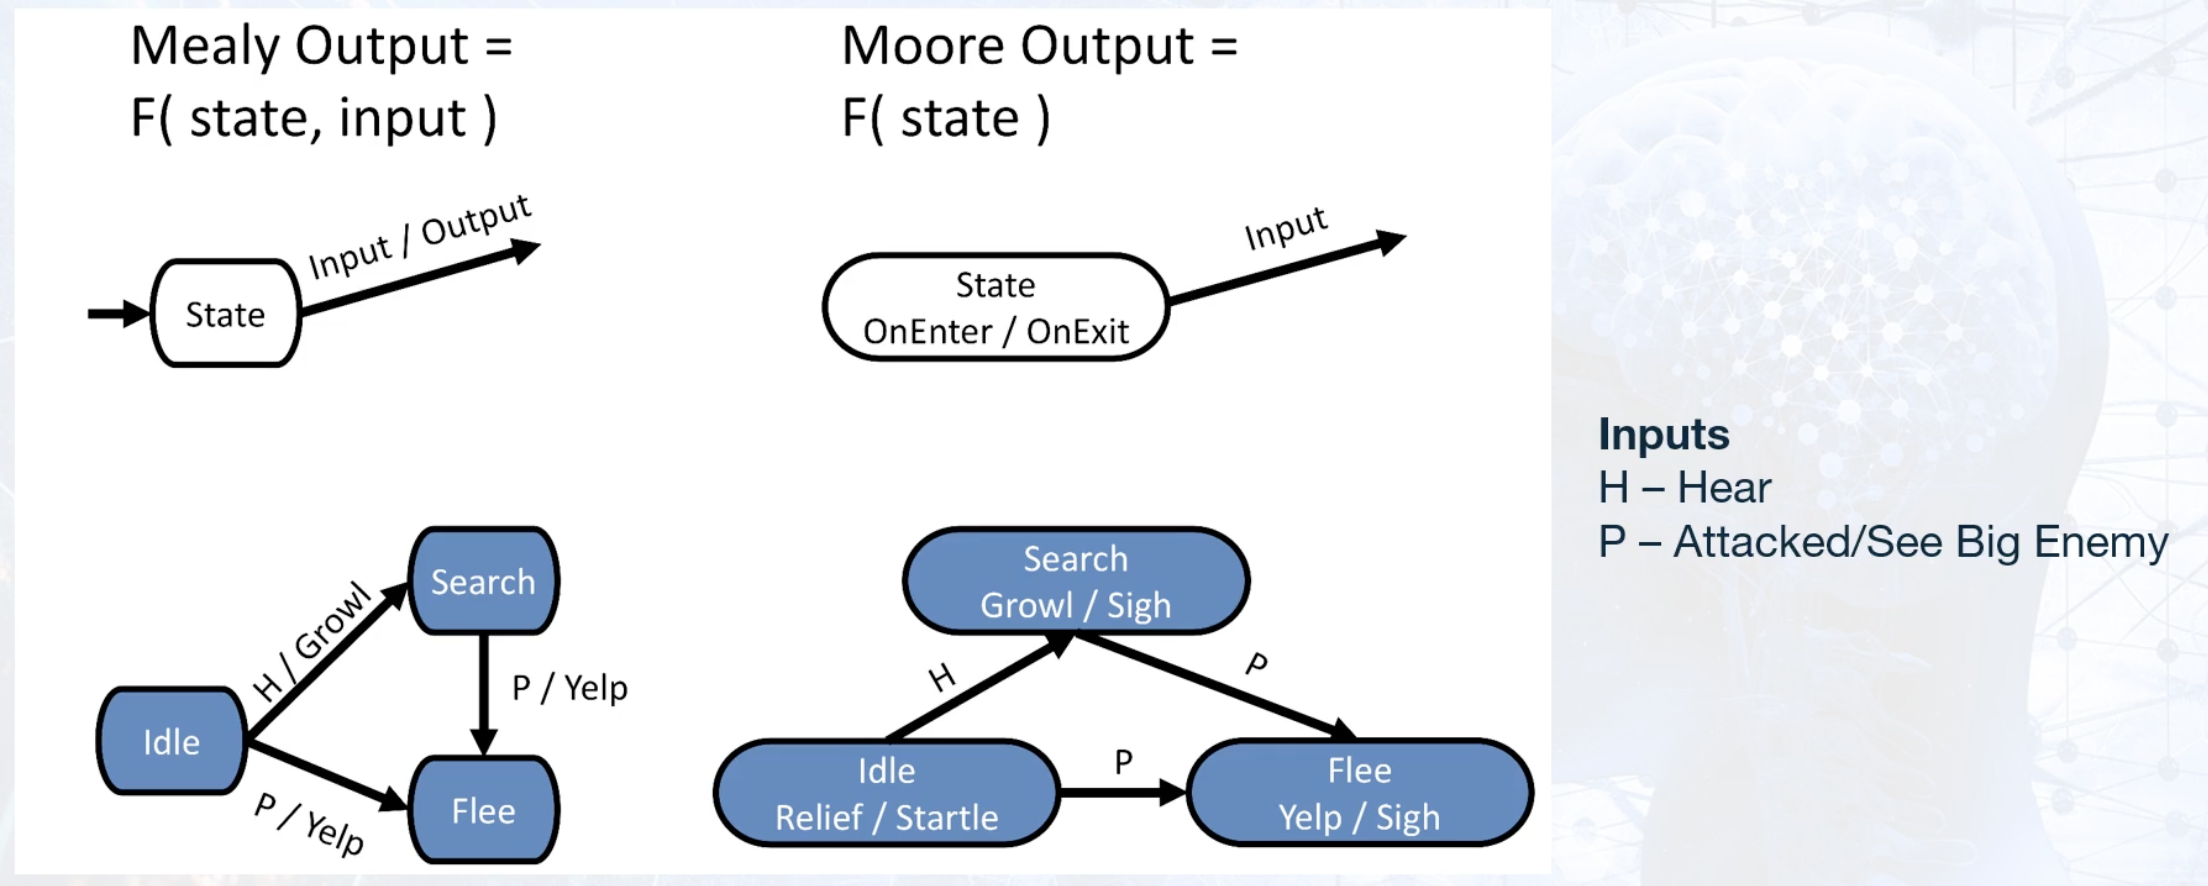 Mealy Output =
F( state, input )
State
Input / Output
Moore Output =
F( state )
State
OnEnter / OnExit
Input
Idle
H / Growl
Search
P / Yelp
P / Yelp
Flee
Search
Growl / Sigh
H
P
Idle
Relief / Startle
P
Flee
Yelp / Sigh
Inputs
H – Hear
P – Attacked/See Big Enemy